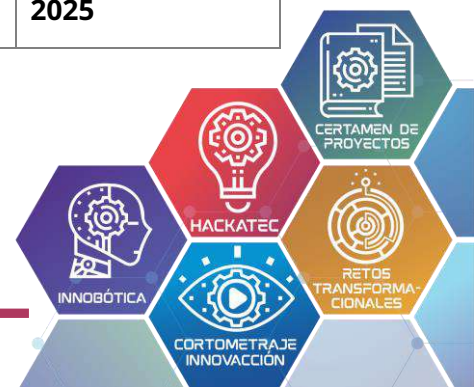 2025
CERTAMEN DE
PROYECTOS
HACKATEC
INNOBÓTICA
RETOS
TRANSFORMA-
CIONALES
CORTOMETRAJE
INNOVACCIÓN